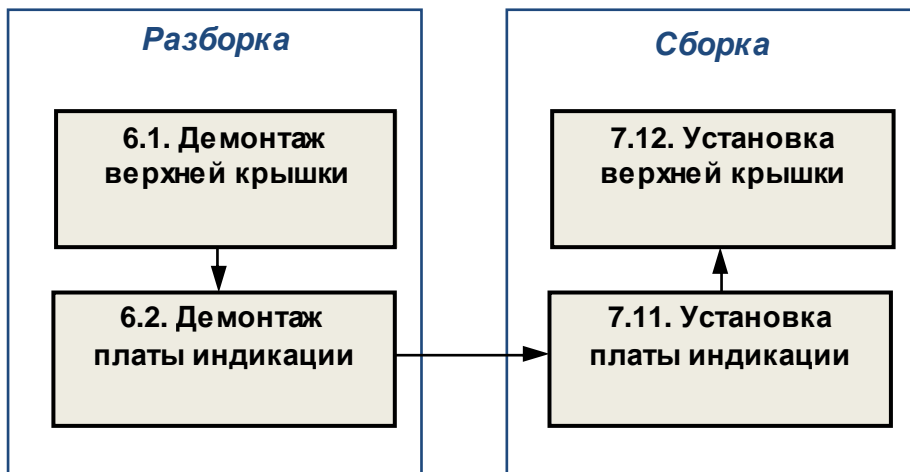 Разборка
6.1. Демонтаж
верхней крышки
6.2. Демонтаж
платы индикации
Сборка
7.12. Установка
верхней крышки
7.11. Установка
платы индикации